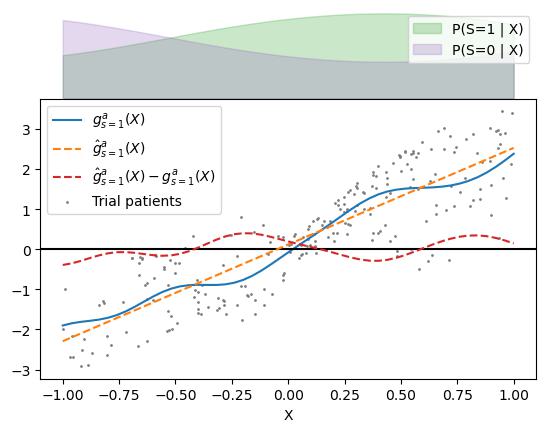 P(S=1 | X)
P(S=0 | X)
g^a_{s=1}(X)
ĝ^a_{s=1}(X)
ĝ^a_{s=1}(X) − g^a_{s=1}(X)
Trial patients
3
2
1
0
−1
−2
−3
−1.00 −0.75 −0.50 −0.25 0.00 0.25 0.50 0.75 1.00
X